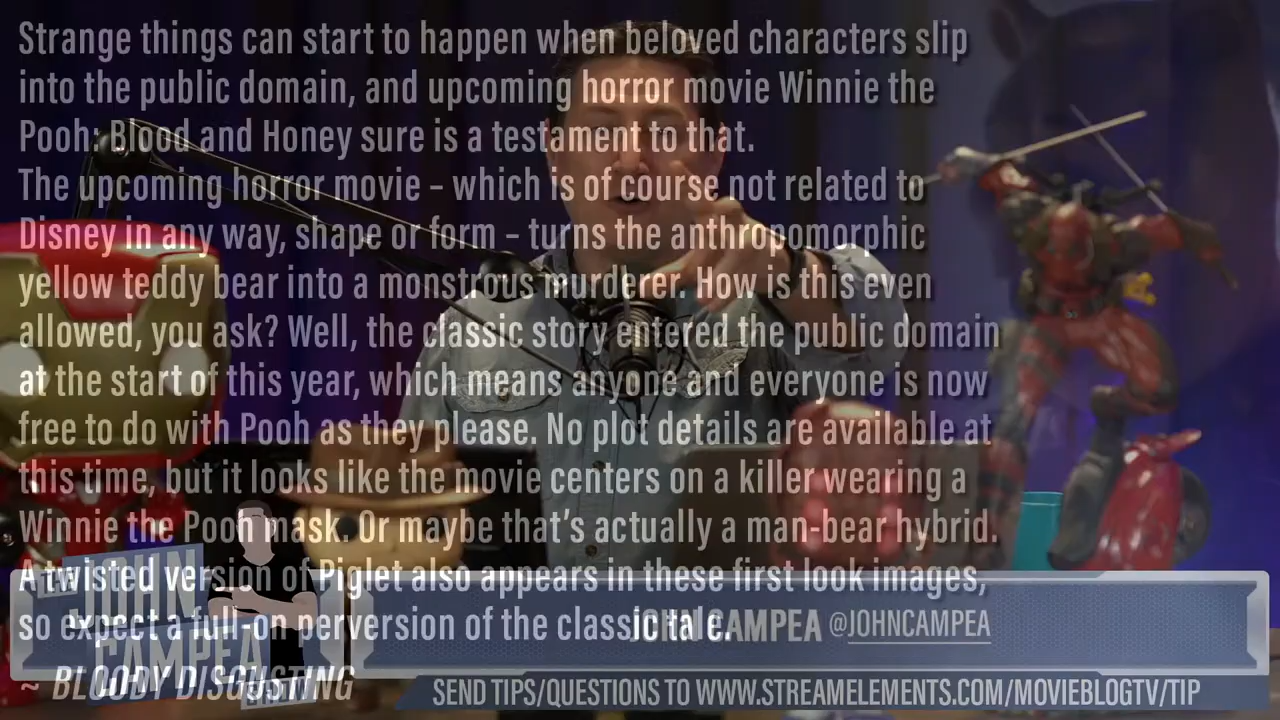 Strange things can start to happen when beloved characters slip
into the public domain, and upcoming horror movie Winnie the
Pooh: Blood and Honey sure is a testament to that.
The upcoming horror movie – which is of course not related to
Disney in any way, shape or form – turns the anthropomorphic
yellow teddy bear into a monstrous murderer. How is this even
allowed, you ask? Well, the classic story entered the public domain
at the start of this year, which means anyone and everyone is now
free to do with Pooh as they please. No plot details are available at
this time, but it looks like the movie centers on a killer wearing a
Winnie the Pooh mask. Or maybe that's actually a man-bear hybrid.
A twisted version of Piglet also appears in these first look images,
so expect a full-on perversion of the classic tale.
~ BLOODY DISGUSTING
JOHN
CAMPEA
JOHN CAMPEA @JOHNCAMPEA
SEND TIPS/QUESTIONS TO WWW.STREAMELEMENTS.COM/MOVIEBLOGTV/TIP